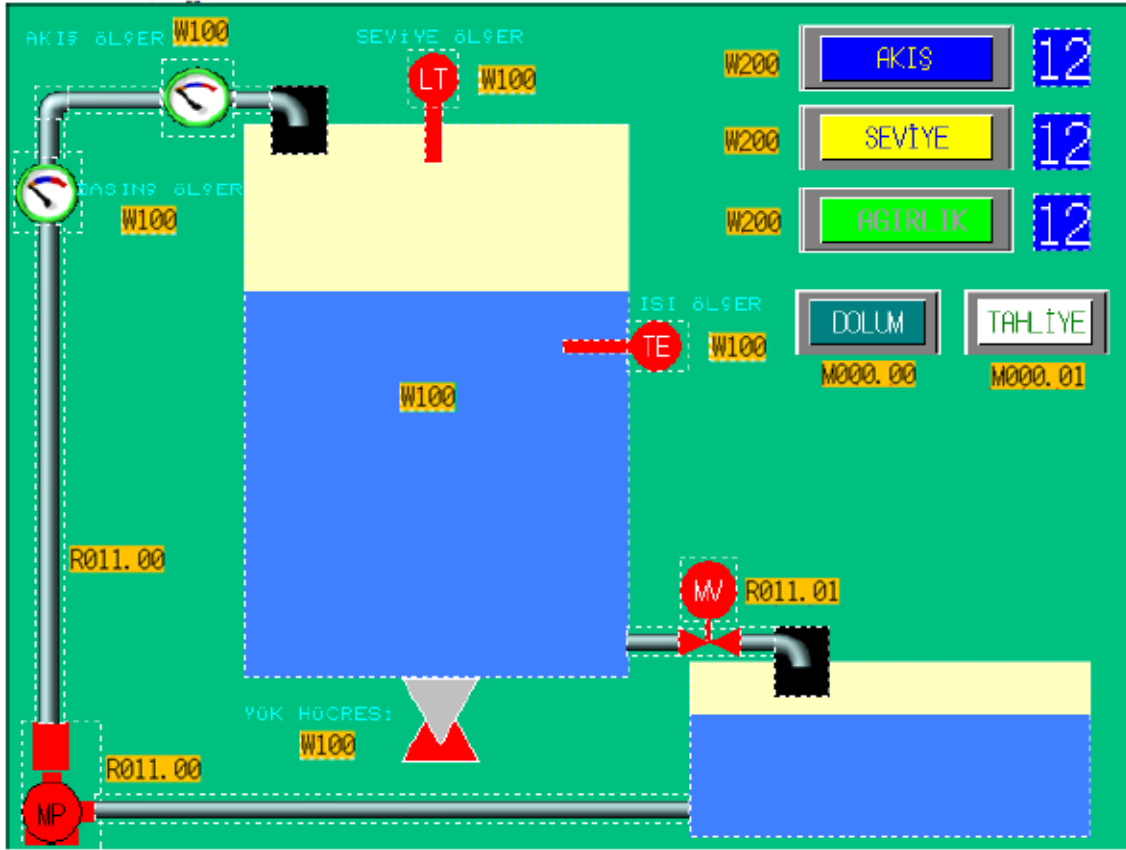 AKIŞ ÖLÇER W100
SEVİYE ÖLÇER
LT W100
W200 AKIŞ 12
W200 SEVİYE 12
W200 AGIRLIK 12
BASINÇ ÖLÇER
W100
ISI ÖLÇER
TE W100
DOLUM TAHLİYE
M000.00 M000.01
W100
R011.00
MV R011.01
YÜK HÜCRESİ
W100
R011.00
MP